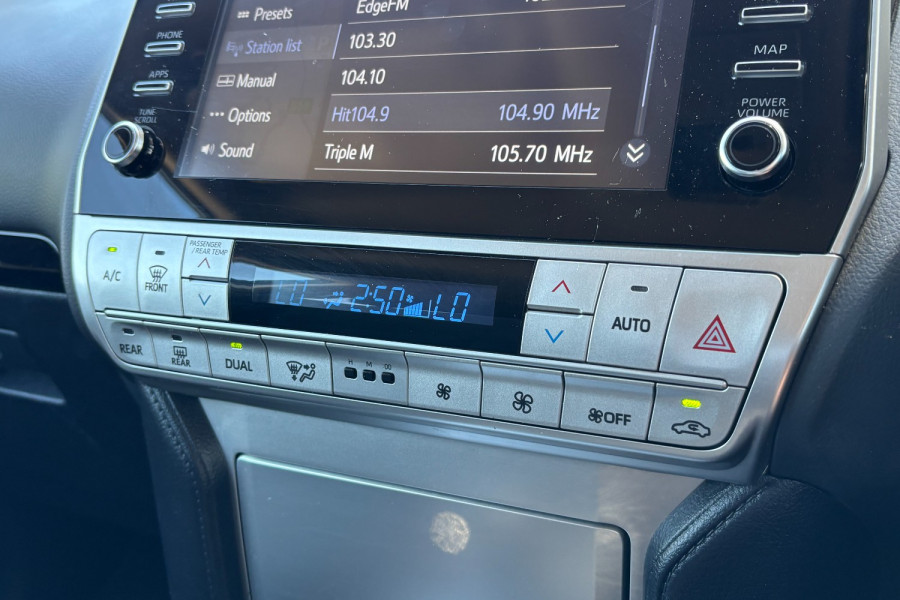 Presets
EdgeFM
PHONE
Station list
103.30
APPS
Manual
104.10
MAP
TUNE
SCROLL
Options
Hit104.9
104.90 MHz
POWER
VOLUME
Sound
Triple M
105.70 MHz
PASSENGER
/REAR TEMP
A/C
FRONT
LO 2:50 LO
AUTO
REAR
REAR
DUAL
H M
OFF